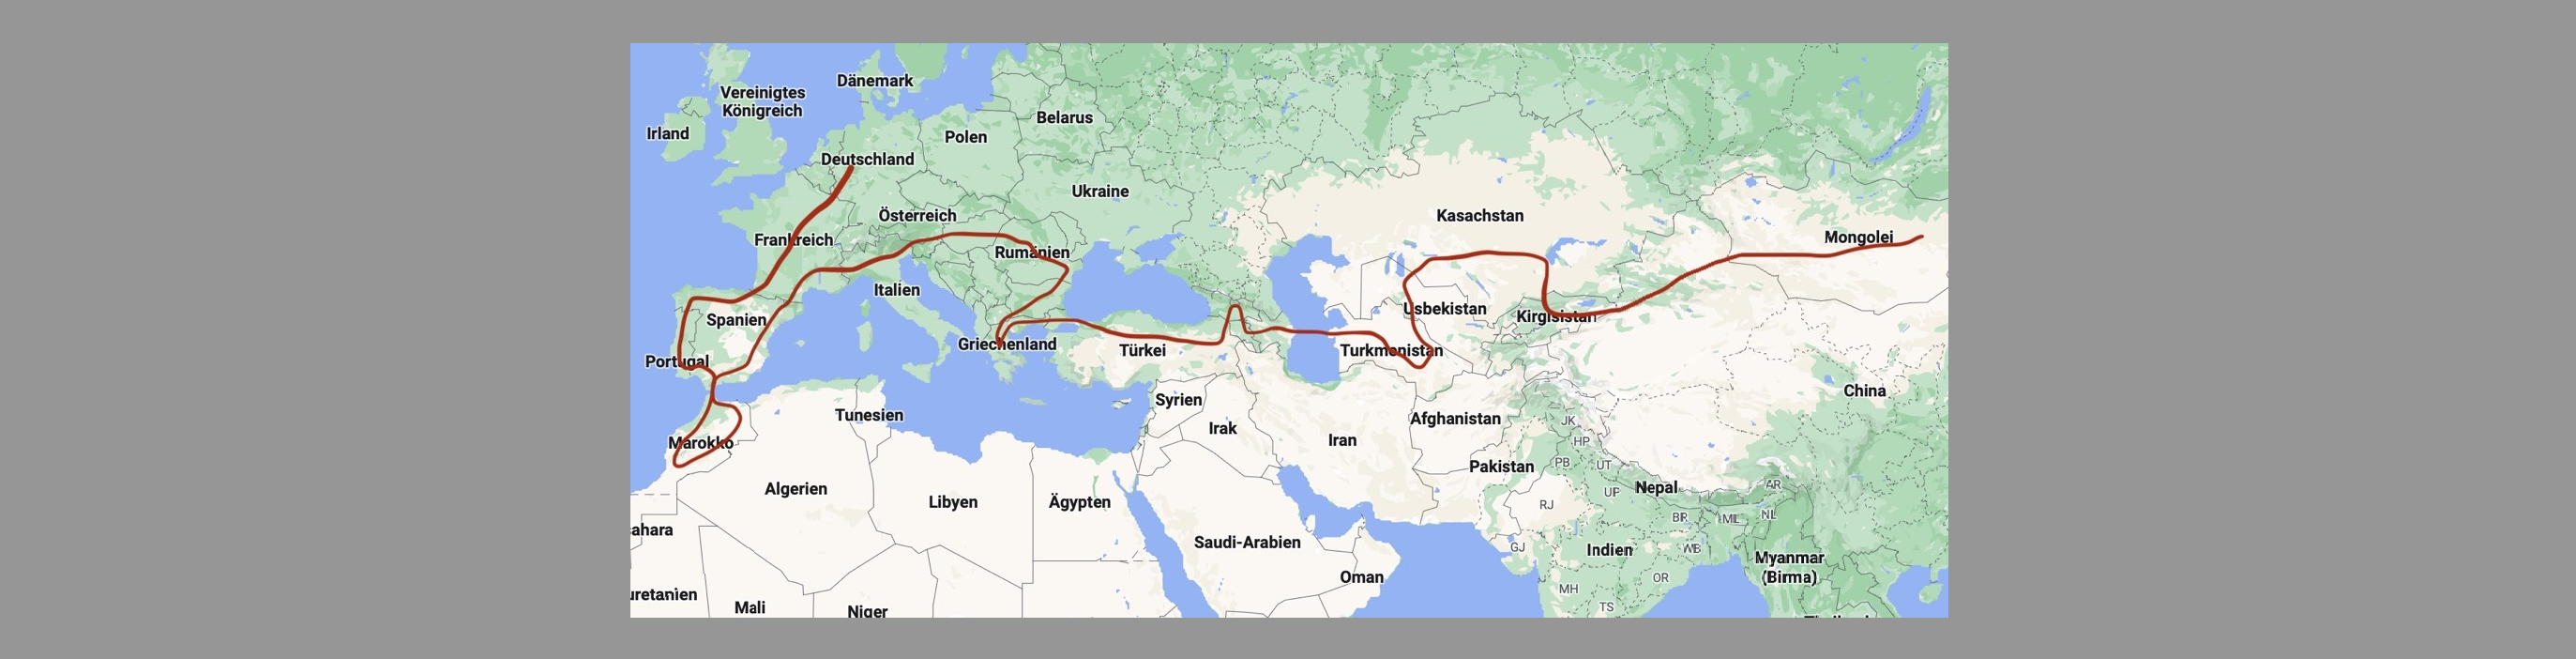 Dänemark
Vereinigtes
Königreich
Belarus
Irland
Polen
Deutschland
Ukraine
Österreich
Kasachstan
Frankreich
Mongolei
Rumänien
Italien
Usbekistan
Spanien
Kirgisistan
Griechenland
Türkei
Turkmenistan
Portugal
China
Syrien
Tunesien
Afghanistan
JK
Irak
Iran
HP
Marokko
PB
UT
Pakistan
AR
Nepal
Algerien
UP
Libyen
Ägypten
RJ
BR
ML
NL
ahara
Saudi-Arabien
GJ
Indien
WB
Myanmar
(Birma)
Oman
OR
MH
uretanien
Mali
Niger
TS